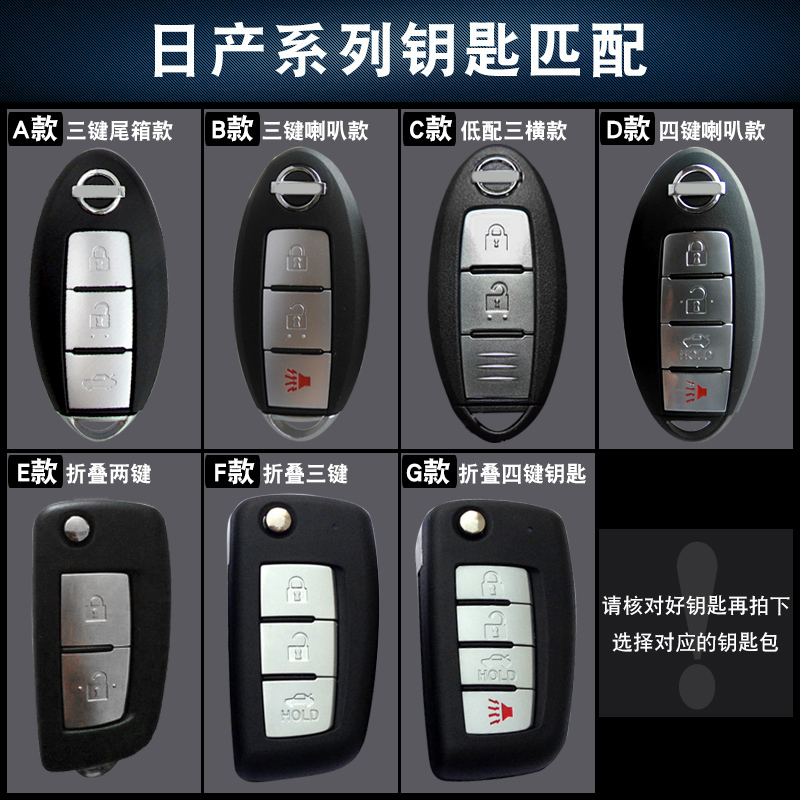 日产系列钥匙匹配
A款 三键尾箱款
B款 三键喇叭款
C款 低配三横款
D款 四键喇叭款
HOLD
E款 折叠两键
F款 折叠三键
G款 折叠四键钥匙
HOLD
HOLD
请核对好钥匙再拍下
选择对应的钥匙包